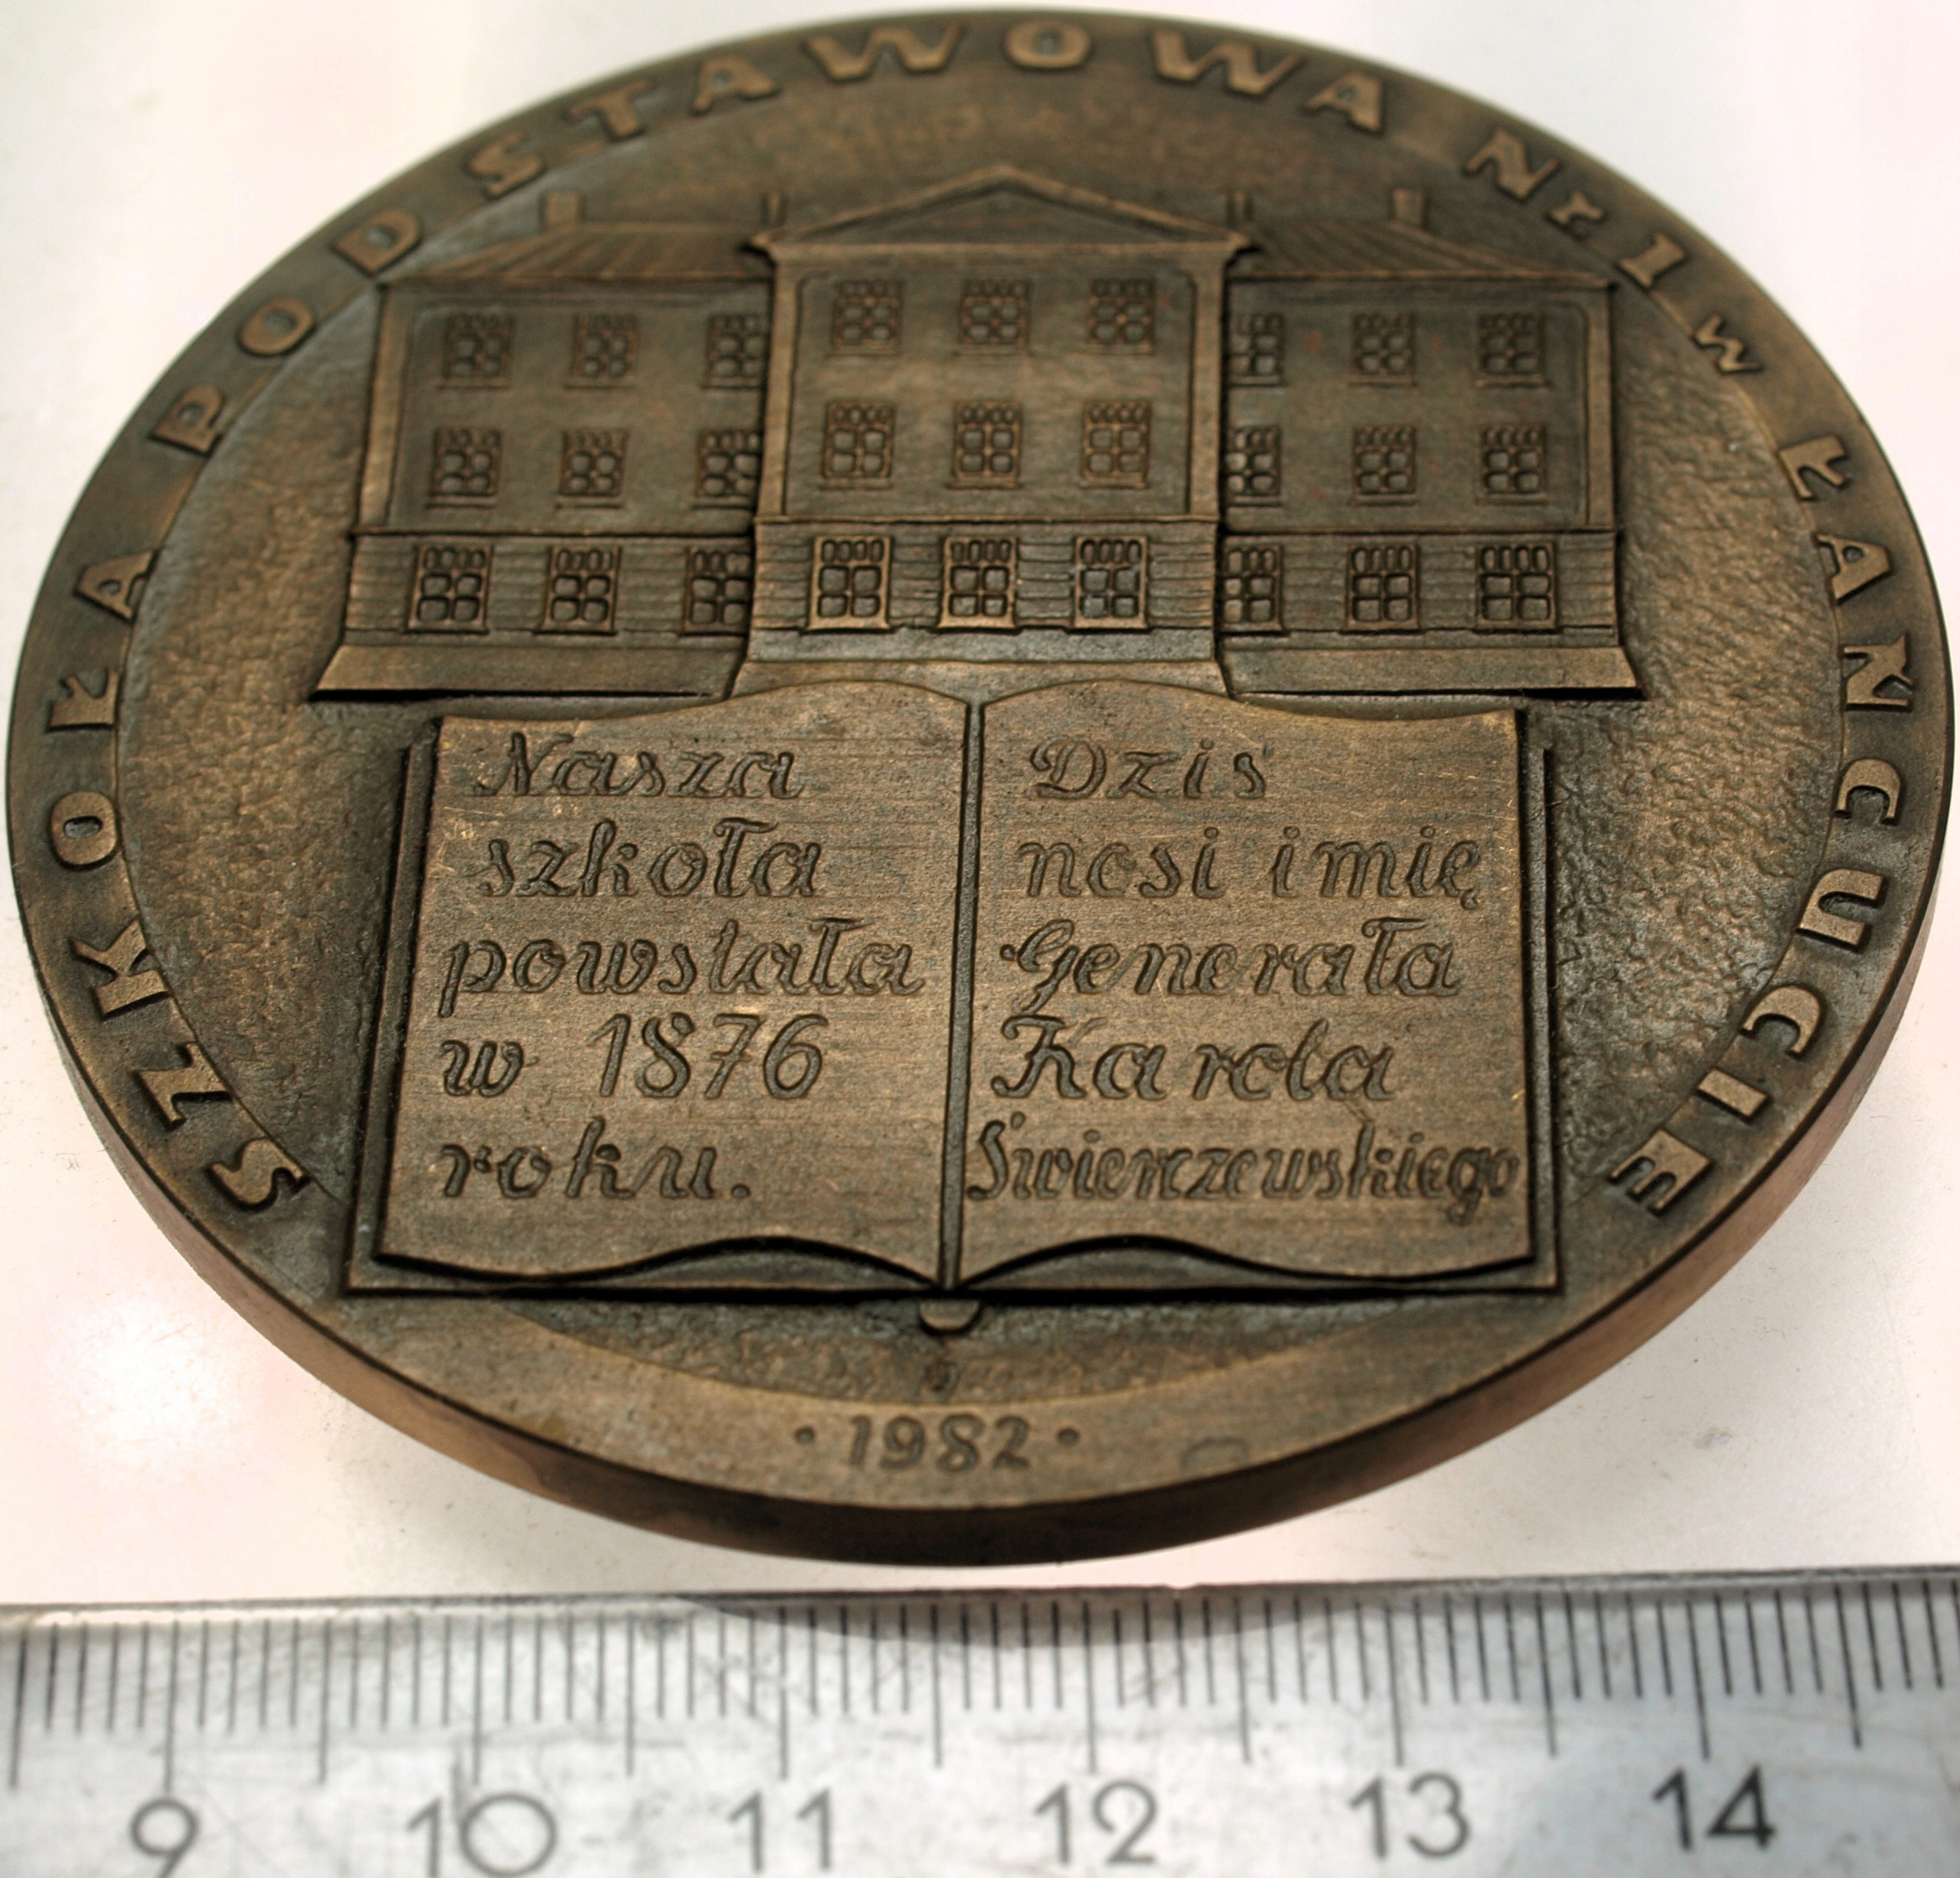 SZKOŁA PODSTAWOWA Nr 1 w ŁAŃCUCIE
Nasza
szkoła
powstała
w 1876
roku.
Dziś
nosi imię
Generała
Karola
Świerczewskiego
· 1982 ·
9 10 11 12 13 14